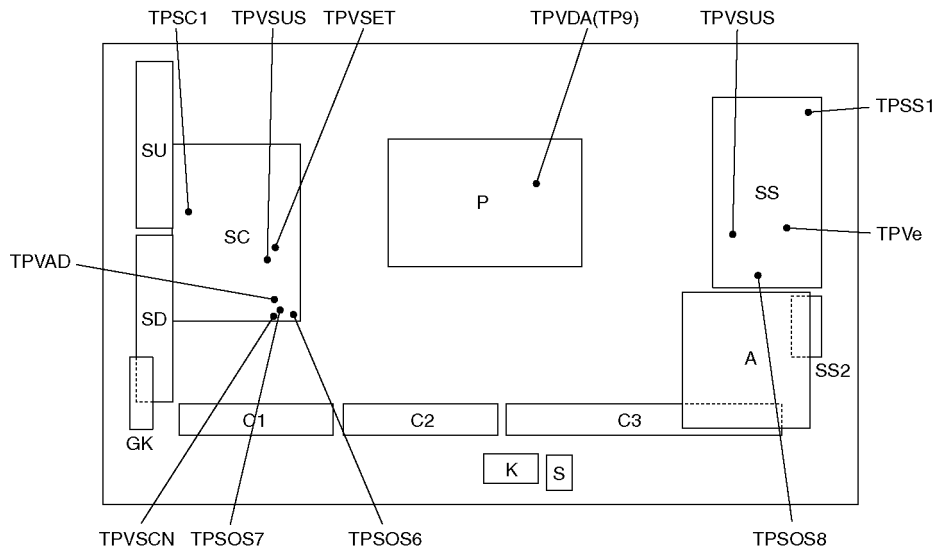 TPSC1 TPVSUS TPVSET TPVDA(TP9) TPVSUS
TPSS1
SU
P
SS
SC
TPVe
TPVAD
SD
A
SS2
C1 C2 C3
GK
K S
TPVSCN TPSOS7 TPSOS6 TPSOS8